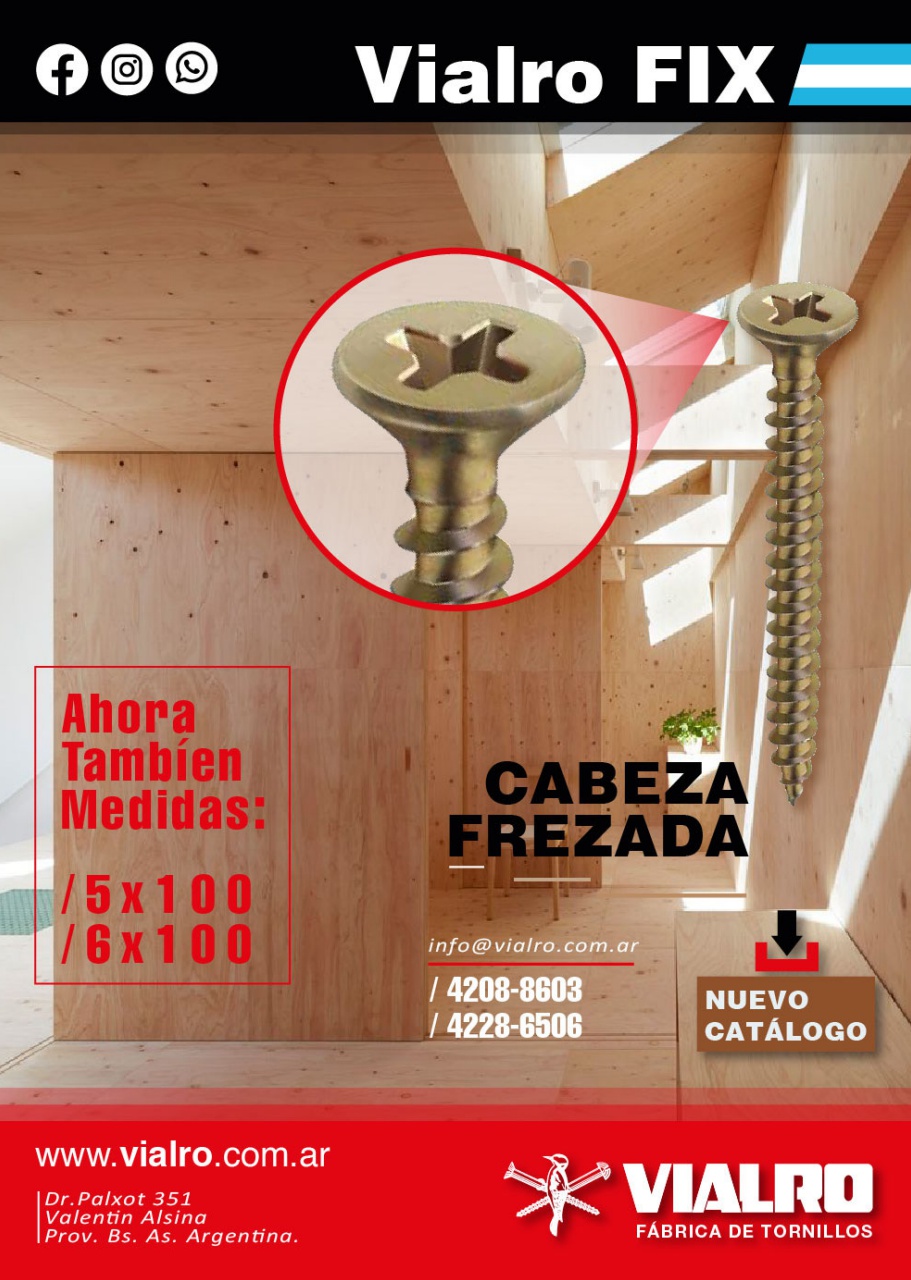 Vialro FIX
Ahora
Tambíen
Medidas:
/5x100
/6x100
CABEZA
FREZADA
info@vialro.com.ar
/ 4208-8603
/ 4228-6506
NUEVO
CATÁLOGO
www.vialro.com.ar
Dr.Palxot 351
Valentin Alsina
Prov. Bs. As. Argentina.
VIALRO
FÁBRICA DE TORNILLOS